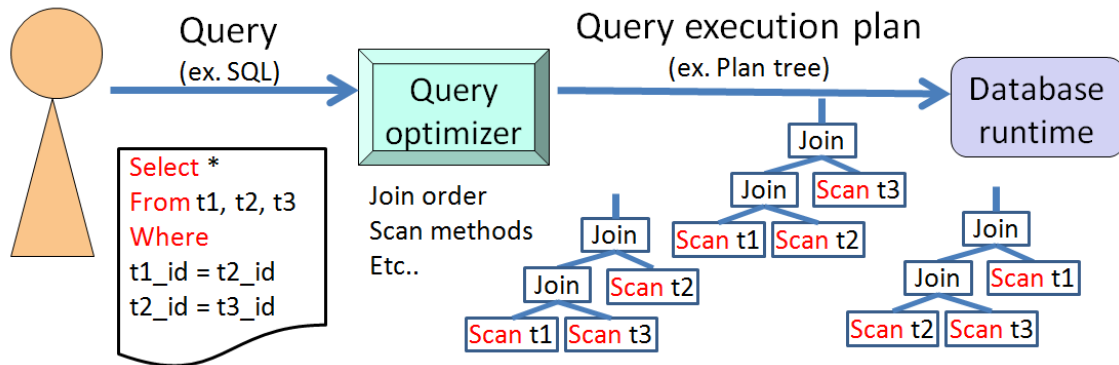 Query
(ex. SQL)
Query
optimizer
Query execution plan
(ex. Plan tree)
Database
runtime
Select *
From t1, t2, t3
Where
t1_id = t2_id
t2_id = t3_id
Join order
Scan methods
Etc..
Join
Join
Scan t2
Scan t1
Scan t3
Join
Join
Scan t3
Scan t1
Scan t2
Join
Join
Scan t1
Scan t2
Scan t3